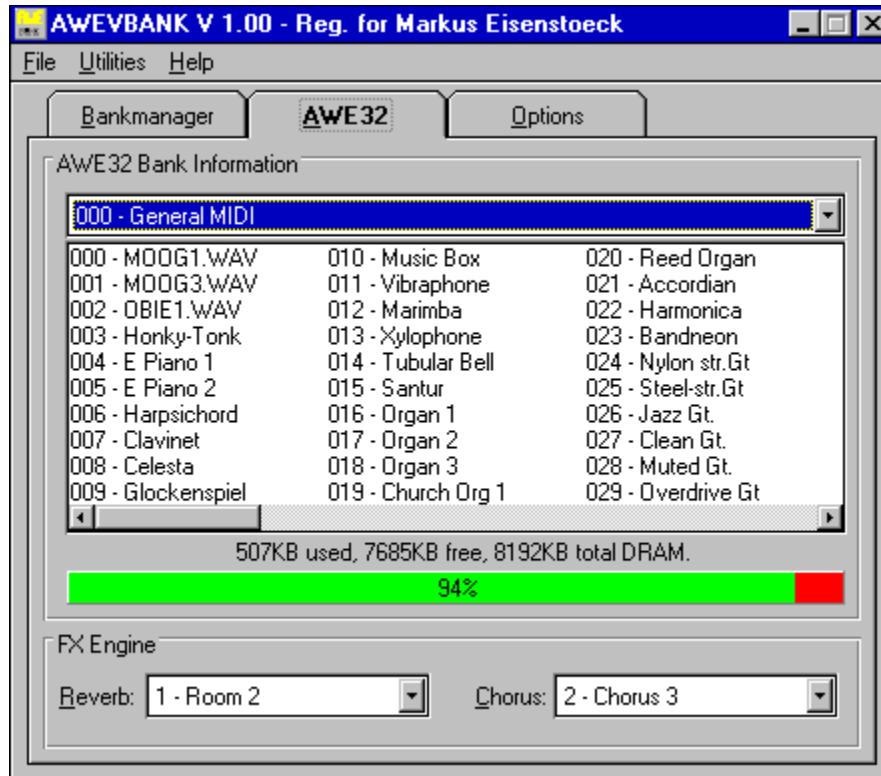 AWEVBANK V 1.00 - Reg. for Markus Eisenstoeck
File Utilities Help
Bankmanager AWE32 Options
AWE32 Bank Information
000 - General MIDI
000 - MOOG1.WAV 010 - Music Box 020 - Reed Organ
001 - MOOG3.WAV 011 - Vibraphone 021 - Accordian
002 - OBIE1.WAV 012 - Marimba 022 - Harmonica
003 - Honky-Tonk 013 - Xylophone 023 - Bandneon
004 - E Piano 1 014 - Tubular Bell 024 - Nylon str.Gt
005 - E Piano 2 015 - Santur 025 - Steel-str.Gt
006 - Harpsichord 016 - Organ 1 026 - Jazz Gt.
007 - Clavinet 017 - Organ 2 027 - Clean Gt.
008 - Celesta 018 - Organ 3 028 - Muted Gt.
009 - Glockenspiel 019 - Church Org 1 029 - Overdrive Gt
507KB used, 7685KB free, 8192KB total DRAM.
94%
FX Engine
Reverb: 1 - Room 2 Chorus: 2 - Chorus 3